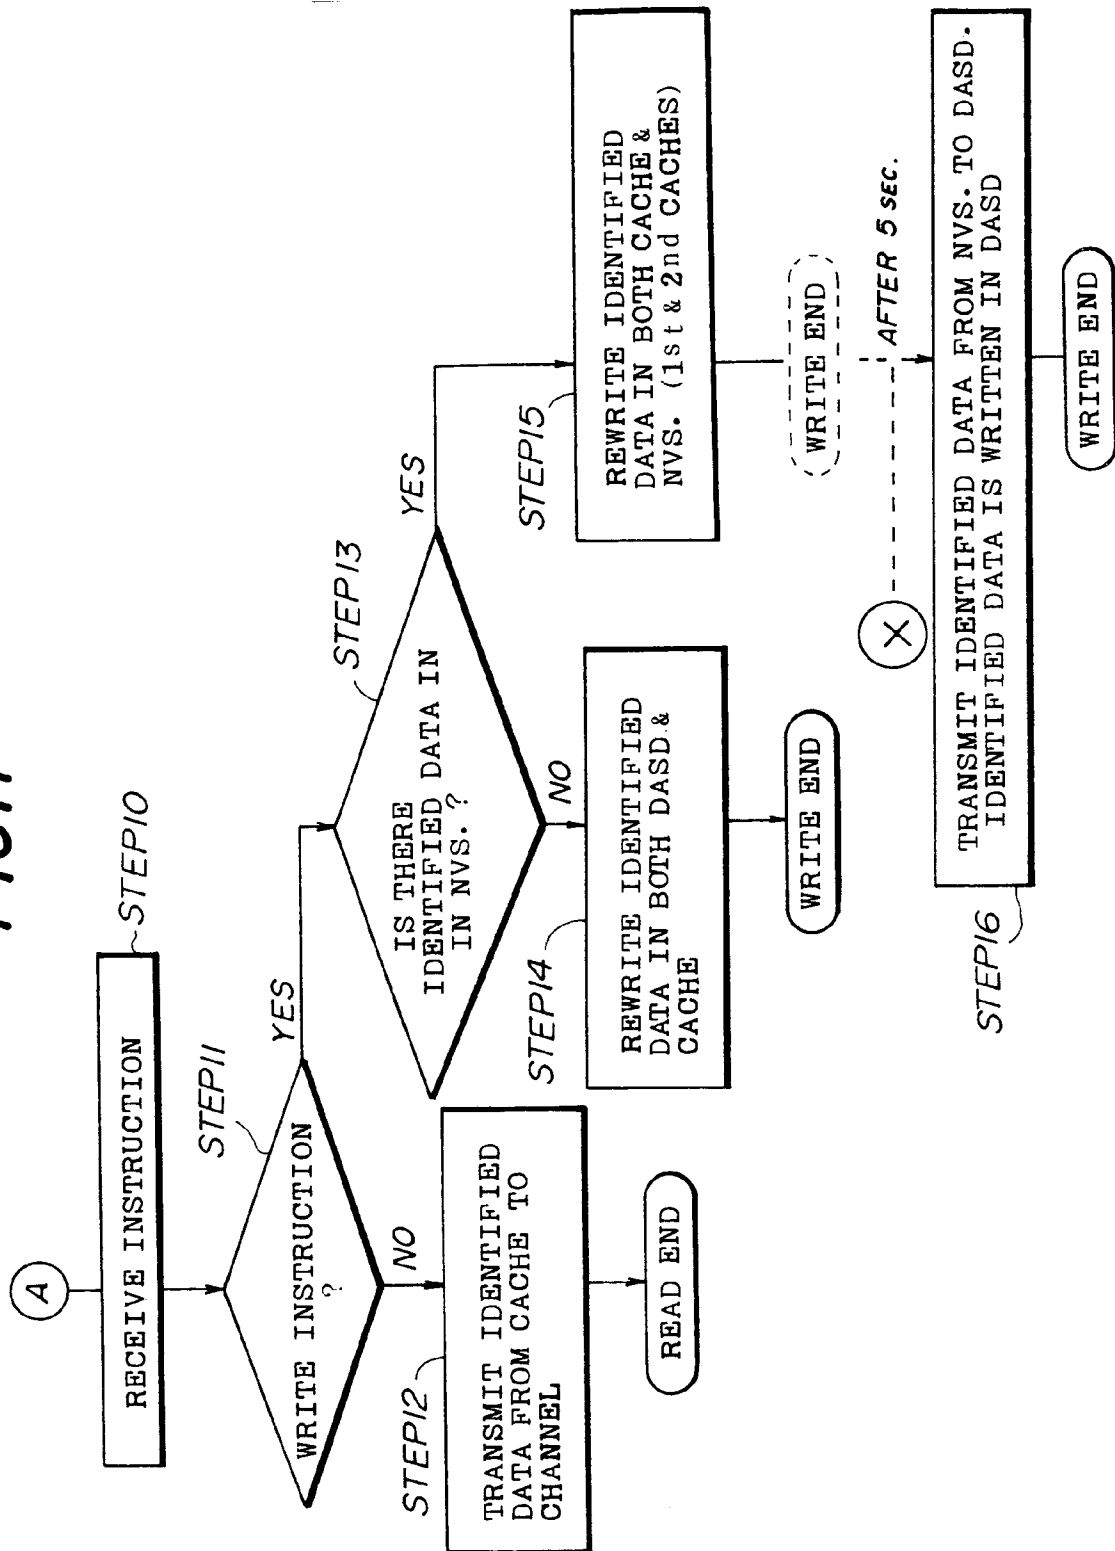 A
RECEIVE INSTRUCTION
STEP10
WRITE INSTRUCTION
?
STEP11
YES
NO
TRANSMIT IDENTIFIED
DATA FROM CACHE TO
CHANNEL
STEP12
READ END
IS THERE
IDENTIFIED DATA IN
IN NVS. ?
STEP13
YES
NO
STEP14
REWRITE IDENTIFIED
DATA IN BOTH DASD.&
CACHE
WRITE END
STEP15
REWRITE IDENTIFIED
DATA IN BOTH CACHE &
NVS. (1st & 2nd CACHES)
WRITE END
X
AFTER 5 SEC.
STEP16
TRANSMIT IDENTIFIED DATA FROM NVS. TO DASD.
IDENTIFIED DATA IS WRITTEN IN DASD
WRITE END